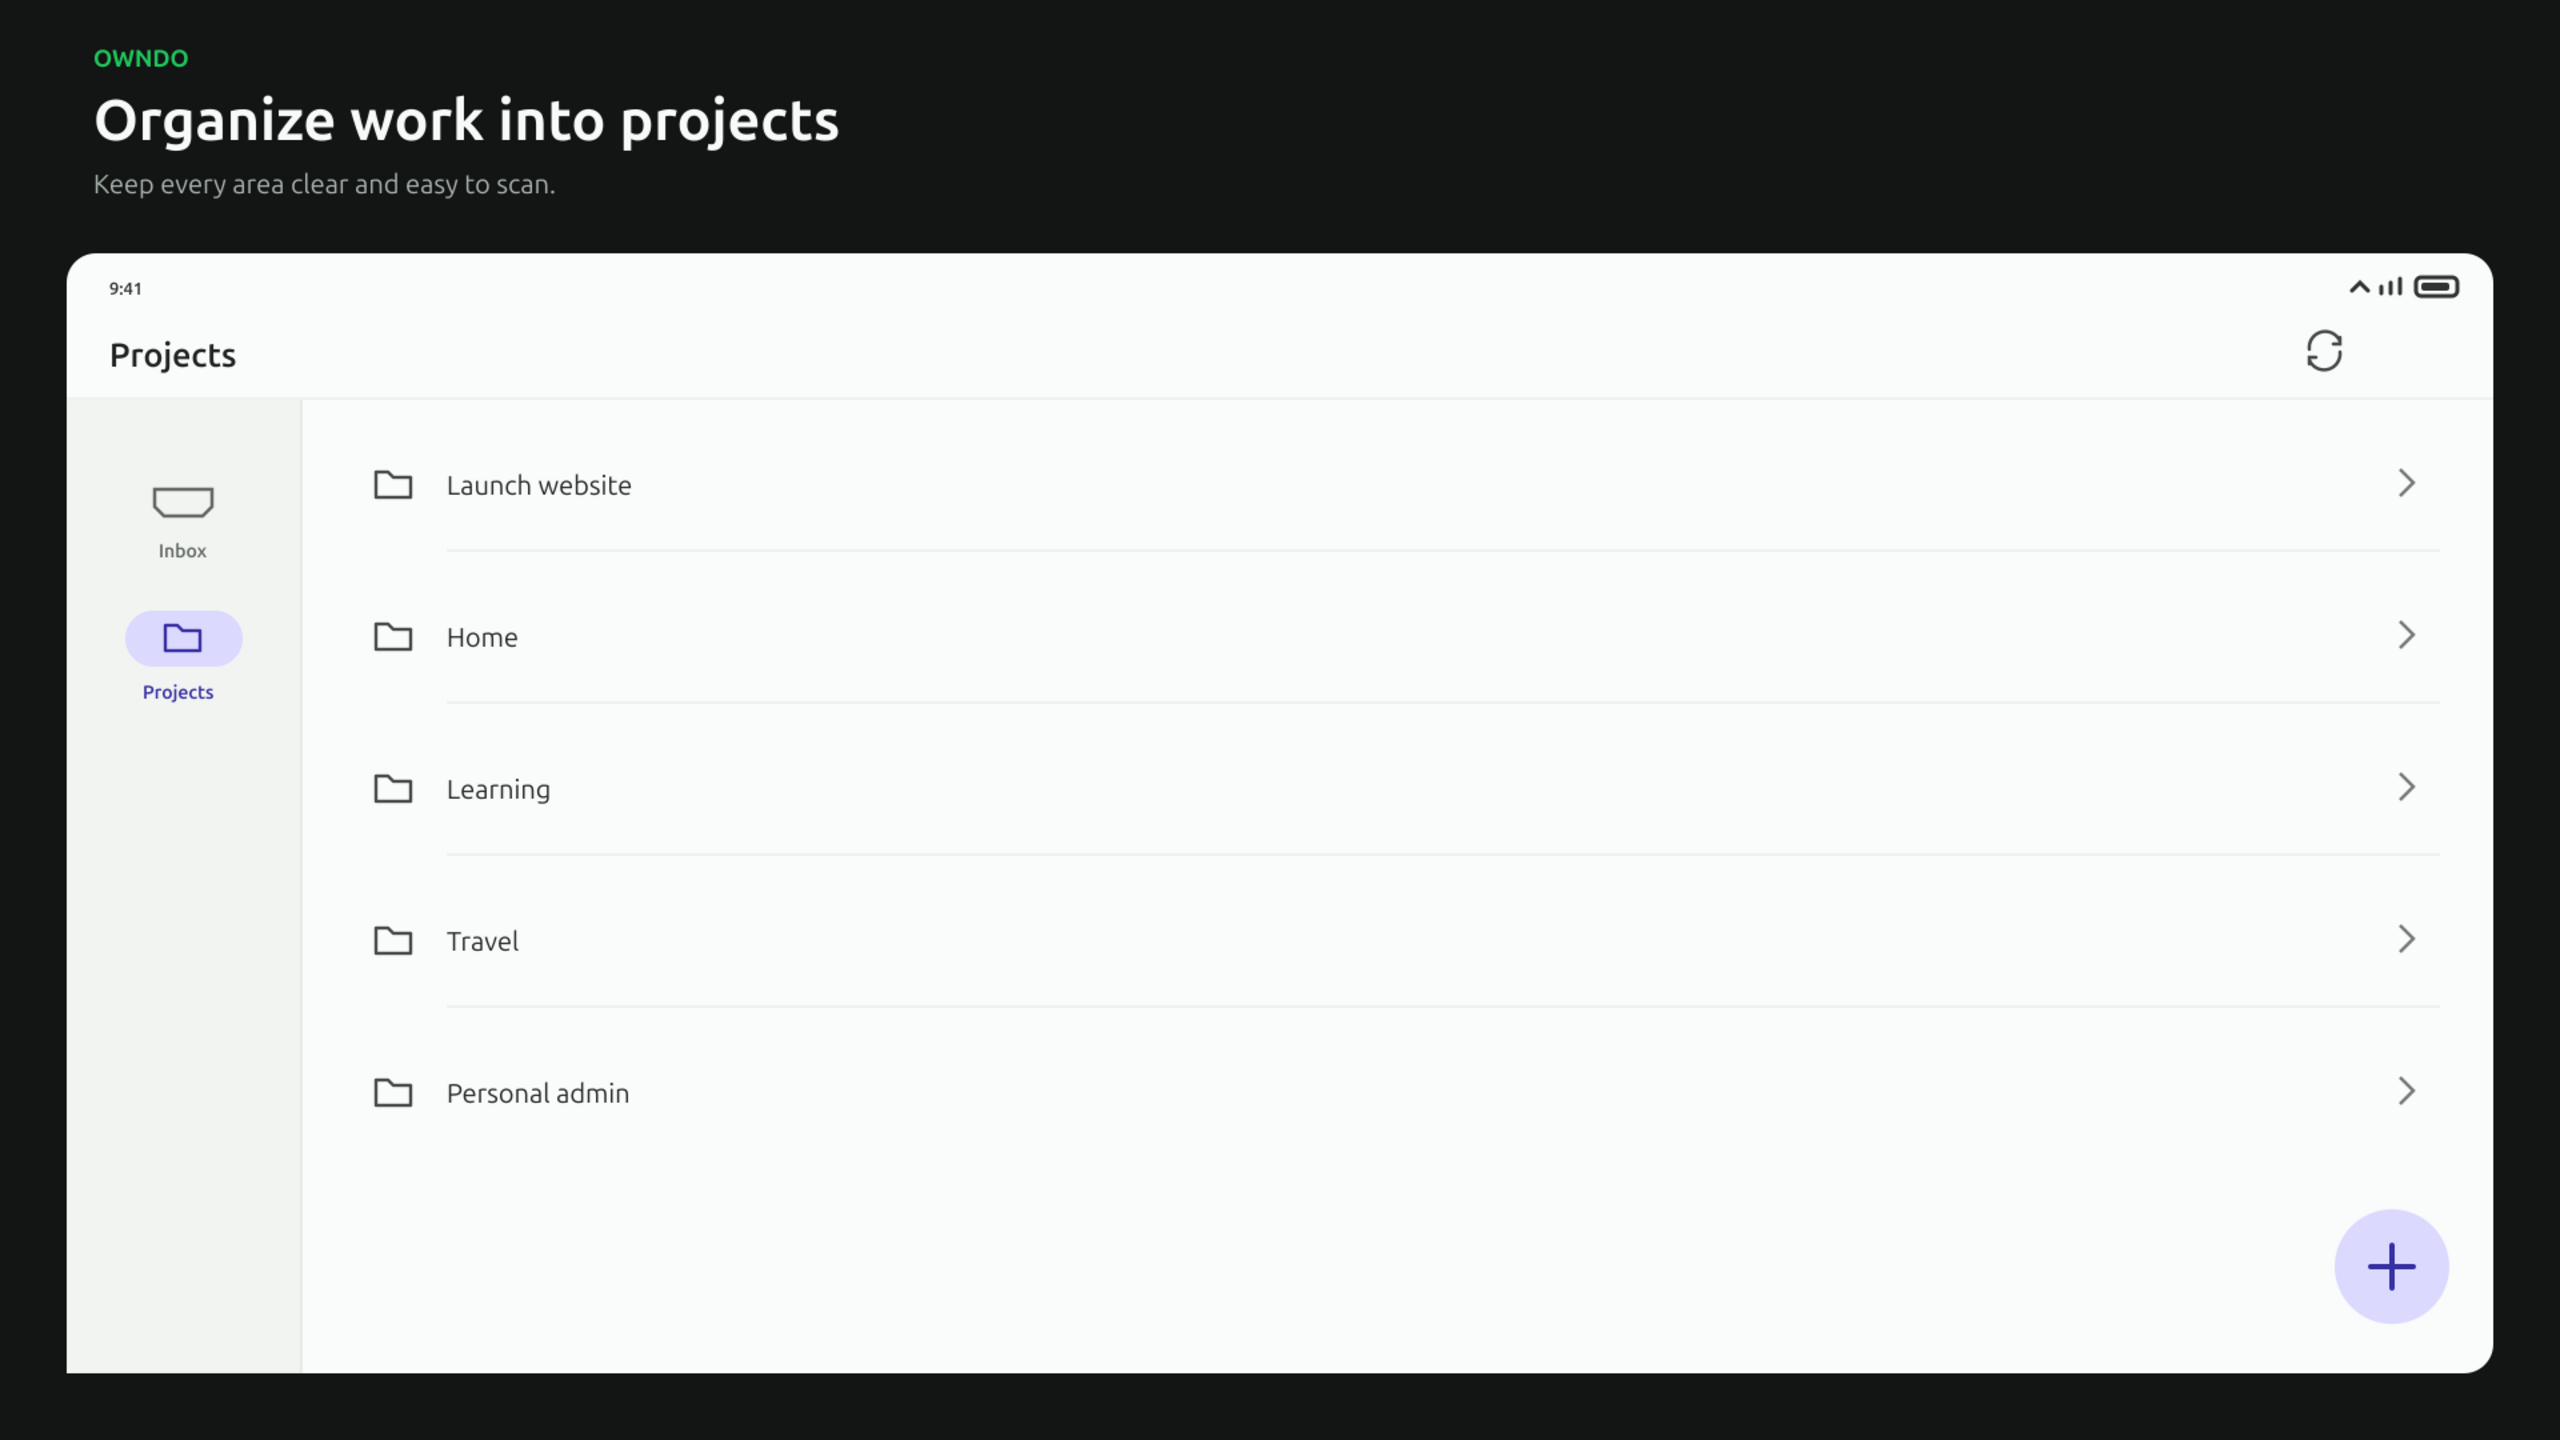 OWNDO
Organize work into projects
Keep every area clear and easy to scan.
9:41
Projects
Inbox
Projects
Launch website
Home
Learning
Travel
Personal admin